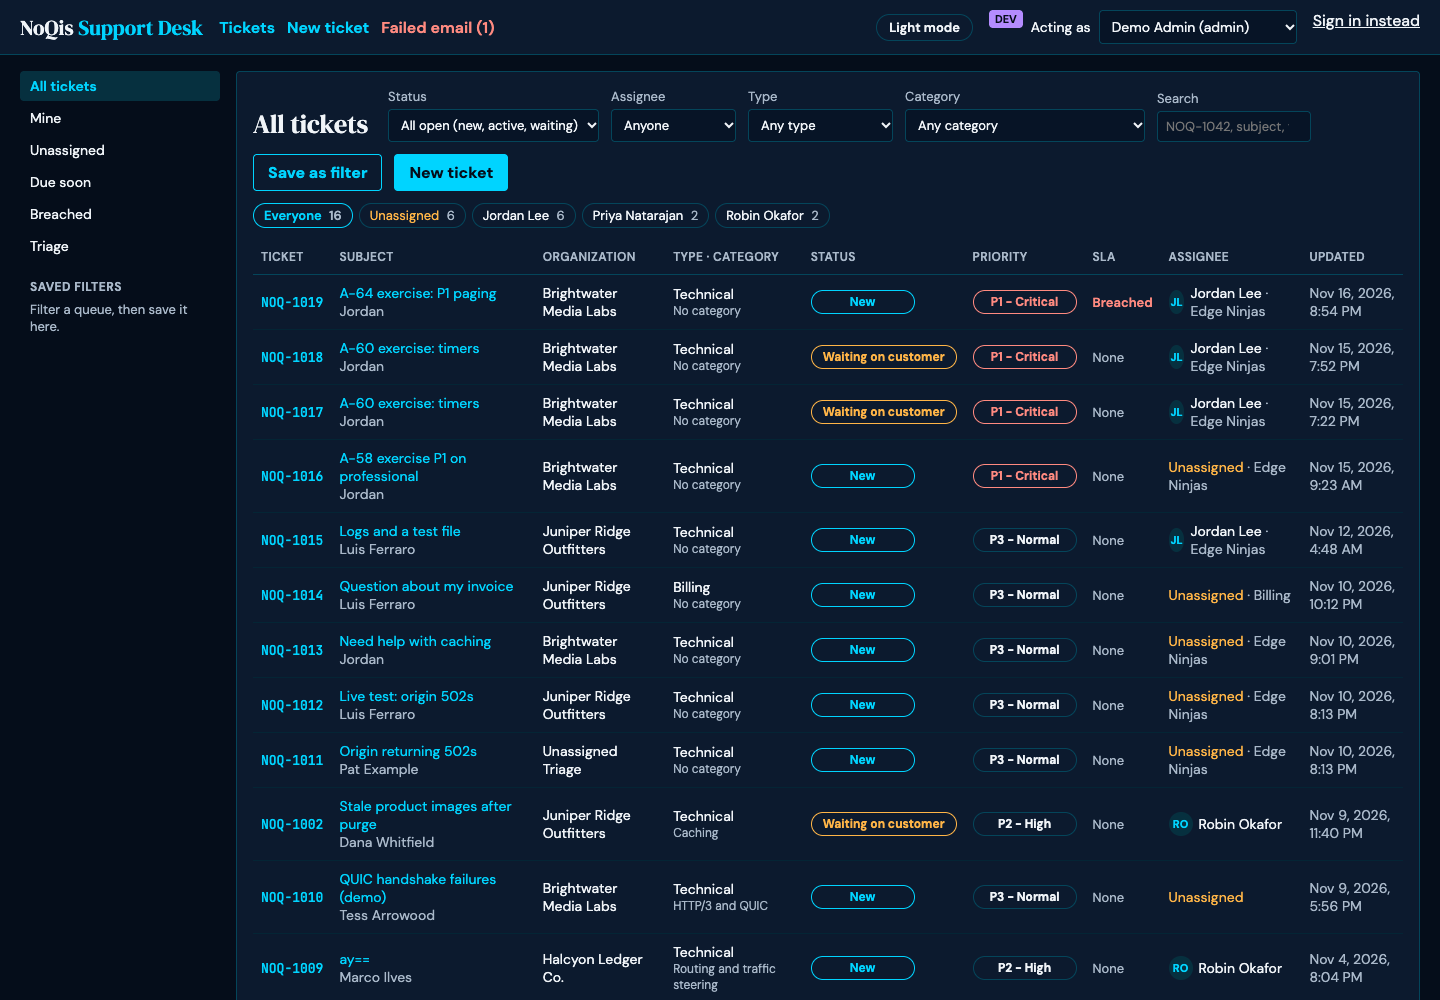 NoQis Support Desk Tickets New ticket Failed email (1) Light mode DEV Acting as Demo Admin (admin) Sign in instead
All tickets
Mine
Unassigned
Due soon
Breached
Triage
SAVED FILTERS
Filter a queue, then save it
here.
All tickets
Status
All open (new, active, waiting)
Assignee
Anyone
Type
Any type
Category
Any category
Search
NOQ-1042, subject,
Save as filter New ticket
Everyone 16 Unassigned 6 Jordan Lee 6 Priya Natarajan 2 Robin Okafor 2
TICKET SUBJECT ORGANIZATION TYPE · CATEGORY STATUS PRIORITY SLA ASSIGNEE UPDATED
NOQ-1019
A-64 exercise: P1 paging
Jordan
Brightwater
Media Labs
Technical
No category
New
P1 - Critical
Breached
JL
Jordan Lee ·
Edge Ninjas
Nov 16, 2026,
8:54 PM
NOQ-1018
A-60 exercise: timers
Jordan
Brightwater
Media Labs
Technical
No category
Waiting on customer
P1 - Critical
None
JL
Jordan Lee ·
Edge Ninjas
Nov 15, 2026,
7:52 PM
NOQ-1017
A-60 exercise: timers
Jordan
Brightwater
Media Labs
Technical
No category
Waiting on customer
P1 - Critical
None
JL
Jordan Lee ·
Edge Ninjas
Nov 15, 2026,
7:22 PM
NOQ-1016
A-58 exercise P1 on
professional
Jordan
Brightwater
Media Labs
Technical
No category
New
P1 - Critical
None
Unassigned · Edge
Ninjas
Nov 15, 2026,
9:23 AM
NOQ-1015
Logs and a test file
Luis Ferraro
Juniper Ridge
Outfitters
Technical
No category
New
P3 - Normal
None
JL
Jordan Lee ·
Edge Ninjas
Nov 12, 2026,
4:48 AM
NOQ-1014
Question about my invoice
Luis Ferraro
Juniper Ridge
Outfitters
Billing
No category
New
P3 - Normal
None
Unassigned · Billing
Nov 10, 2026,
10:12 PM
NOQ-1013
Need help with caching
Jordan
Brightwater
Media Labs
Technical
No category
New
P3 - Normal
None
Unassigned · Edge
Ninjas
Nov 10, 2026,
9:01 PM
NOQ-1012
Live test: origin 502s
Luis Ferraro
Juniper Ridge
Outfitters
Technical
No category
New
P3 - Normal
None
Unassigned · Edge
Ninjas
Nov 10, 2026,
8:13 PM
NOQ-1011
Origin returning 502s
Pat Example
Unassigned
Triage
Technical
No category
New
P3 - Normal
None
Unassigned · Edge
Ninjas
Nov 10, 2026,
8:13 PM
NOQ-1002
Stale product images after
purge
Dana Whitfield
Juniper Ridge
Outfitters
Technical
Caching
Waiting on customer
P2 - High
None
RO
Robin Okafor
Nov 9, 2026,
11:40 PM
NOQ-1010
QUIC handshake failures
(demo)
Tess Arrowood
Brightwater
Media Labs
Technical
HTTP/3 and QUIC
New
P3 - Normal
None
Unassigned
Nov 9, 2026,
5:56 PM
NOQ-1009
ay==
Marco Ilves
Halcyon Ledger
Co.
Technical
Routing and traffic
steering
New
P2 - High
None
RO
Robin Okafor
Nov 4, 2026,
8:04 PM